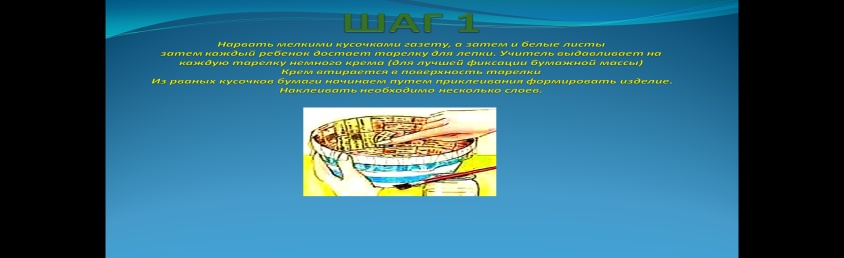 ШАГ 1
Нарвать мелкими кусочками газету, а затем и белые листы
затем каждый ребенок достает тарелку для лепки. Учитель выдавливает на
каждую тарелку немного крема (для лучшей фиксации бумажной массы)
Крем втирается в поверхность тарелки
Из рваных кусочков бумаги начинаем путем приклеивания формировать изделие.
Наклеивать необходимо несколько слоев.